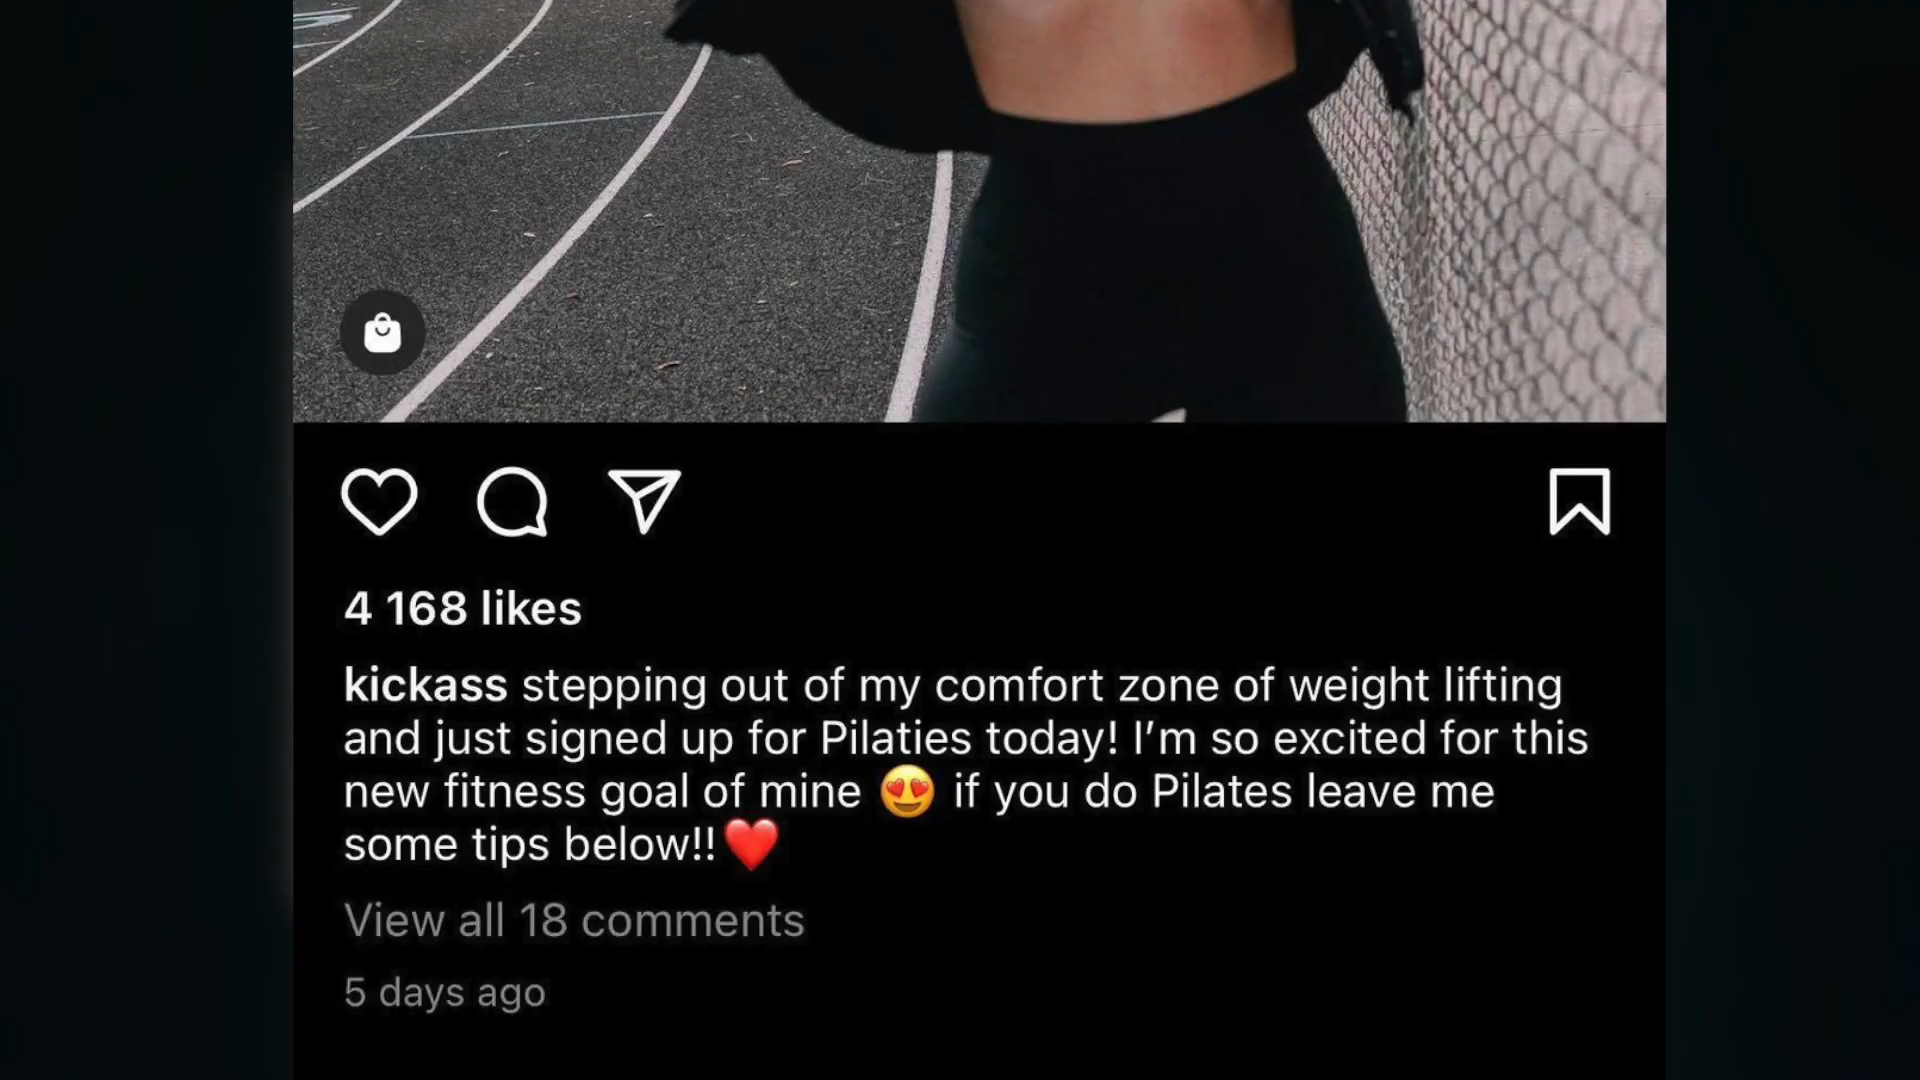 4 168 likes
kickass stepping out of my comfort zone of weight lifting
and just signed up for Pilaties today! I’m so excited for this
new fitness goal of mine 😍 if you do Pilates leave me
some tips below!!❤️
View all 18 comments
5 days ago